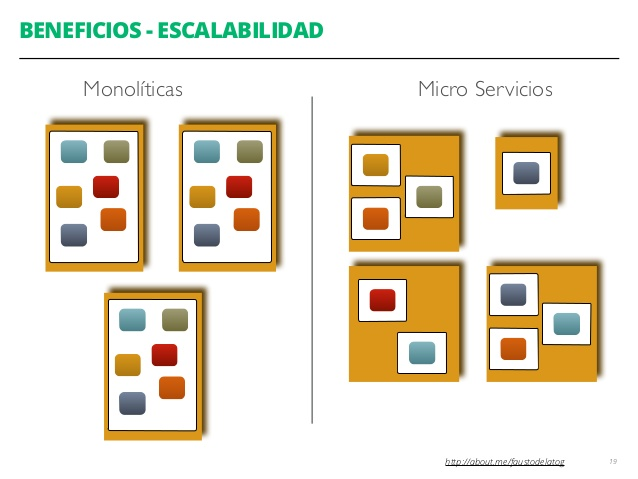 BENEFICIOS - ESCALABILIDAD
Monolíticas
Micro Servicios
http://about.me/faustodelatog
19